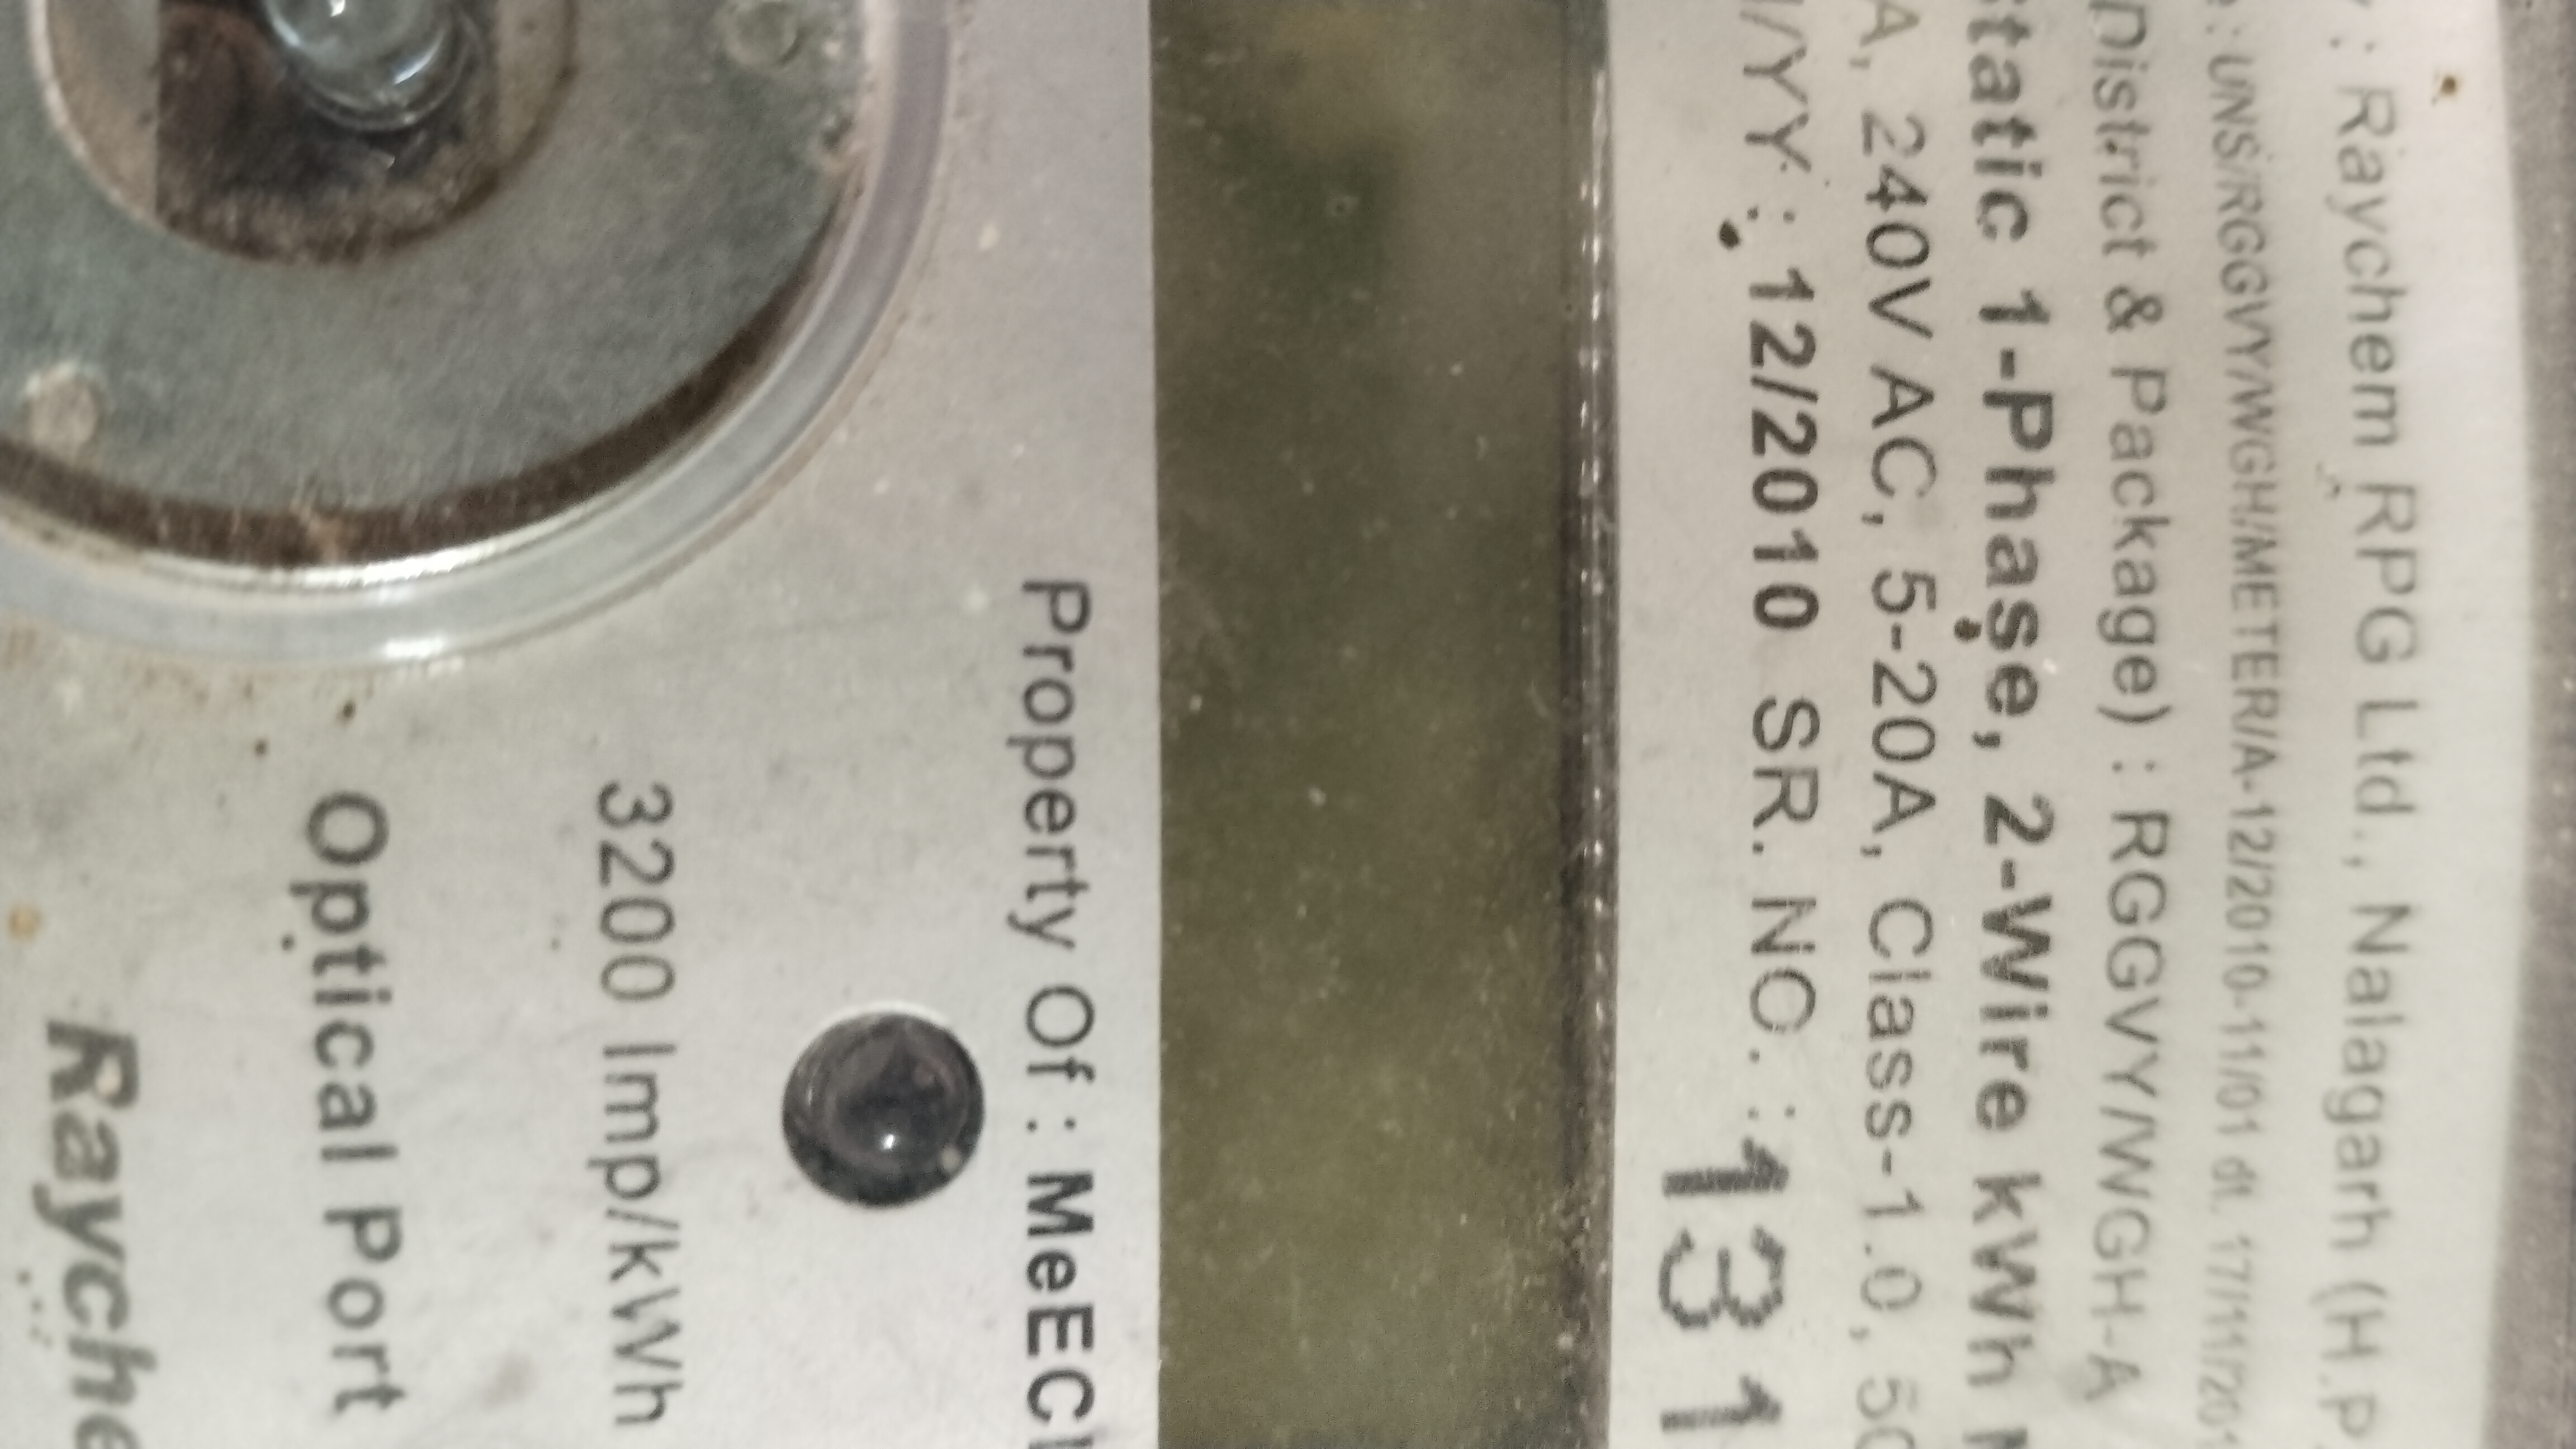 : Raychem RPG Ltd., Nalagarh (H.P
: UNS/RGGVY/WGH/METER/A-12/2010-11/01 dt. 17/11/201
District & Package) : RGGVY/WGH-A
Static 1-Phase, 2-Wire kWh
A, 240V AC, 5-20A, Class-1.0, 50
/YY : 12/2010 SR. NO. : 131
Property Of : MeEC
3200 Imp/kWh
Optical Port
Rayche